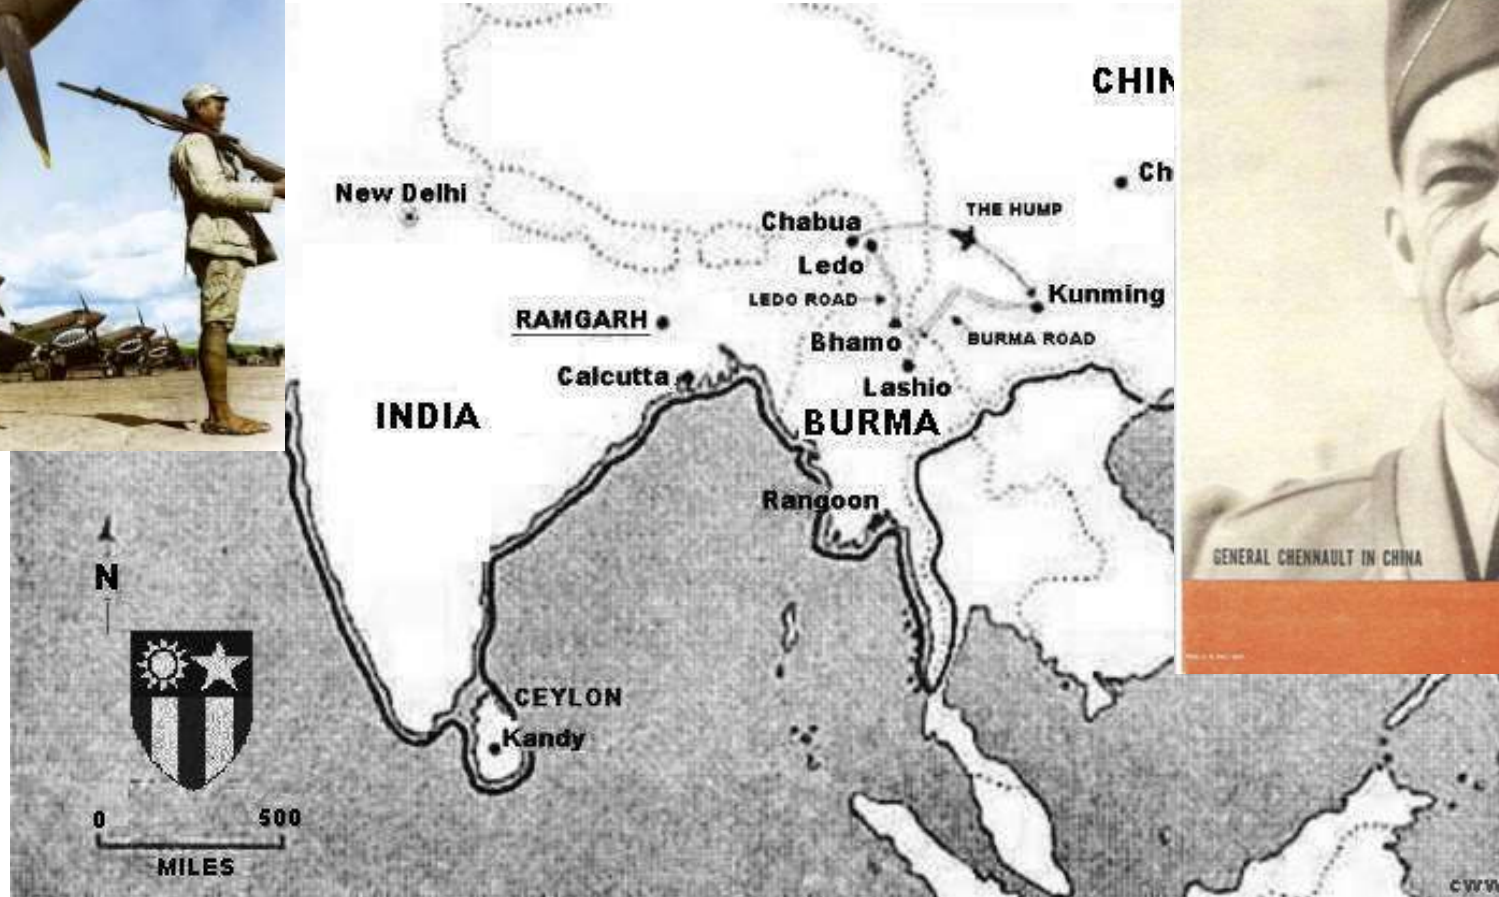 CHIN
Ch
New Delhi
THE HUMP
Chabua
Ledo
LEDO ROAD
Kunming
RAMGARH
Bhamo
BURMA ROAD
Calcutta
Lashio
INDIA
BURMA
Rangoon
GENERAL CHENNAULT IN CHINA
N
CEYLON
Kandy
0 500
MILES
cww